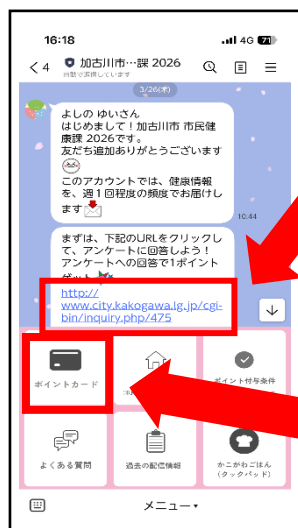 16:18
4G 71
4
加古川市…課 2026
自動で返信しています
3/26(木)
よしの ゆいさん
はじめまして！加古川市 市民健
康課 2026です。
友だち追加ありがとうござい​ます
このアカウントでは、健康情報
を、週1回程度の頻度でお届けし
ます
10:44
まずは、下記のURLをクリックし
て、アンケートに回答しよう！
アンケートへの回答で1ポイント
ゲット
http://
www.city.kakogawa.lg.jp/cgi-
bin/inquiry.php/475
ポイントカード
ポイント付与条件
よくある質問
過去の配信情報
かこがわごはん
（クックパッド）
メニュー